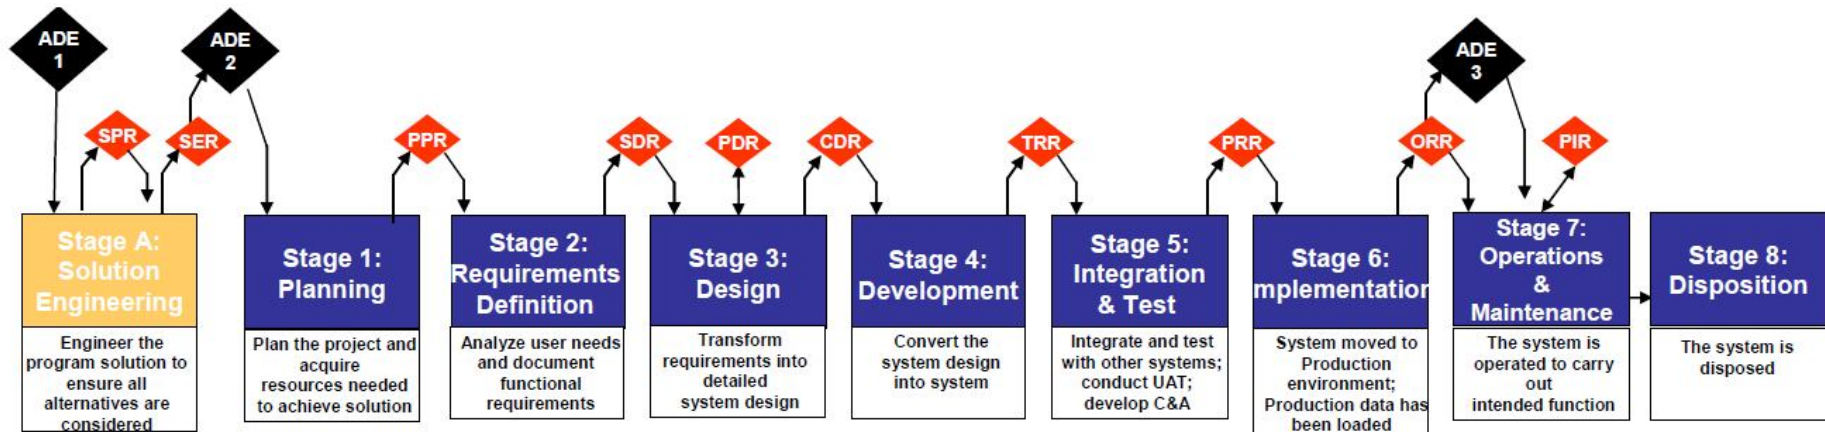 ADE
1
ADE
2
ADE
3
SPR
SER
PPR
SDR
PDR
CDR
TRR
PRR
ORR
PIR
Stage A:
Solution
Engineering
Engineer the
program solution to
ensure all
alternatives are
considered
Stage 1:
Planning
Plan the project and
acquire
resources needed
to achieve solution
Stage 2:
Requirements
Definition
Analyze user needs
and document
functional
requirements
Stage 3:
Design
Transform
requirements into
detailed
system design
Stage 4:
Development
Convert the
system design
into system
Stage 5:
Integration
& Test
Integrate and test
with other systems;
conduct UAT;
develop C&A
Stage 6:
mplementation
System moved to
Production
environment;
Production data has
been loaded
Stage 7:
Operations
&
Maintenance
The system is
operated to carry
out
intended function
Stage 8:
Disposition
The system is
disposed